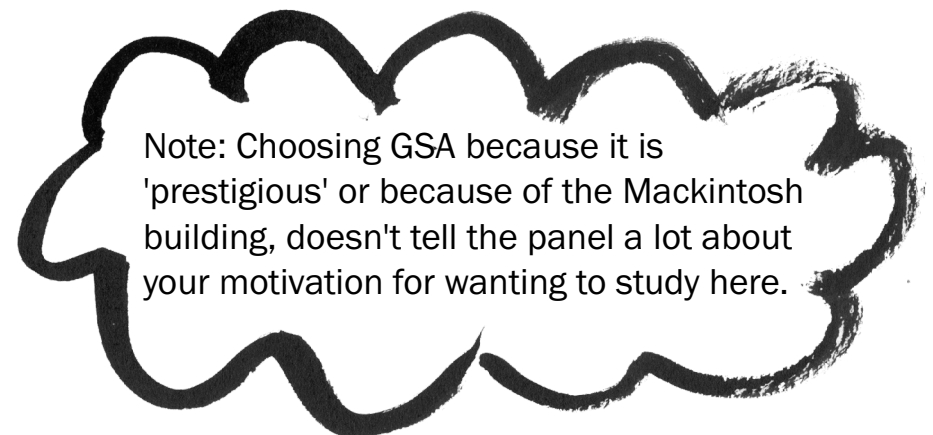 Note: Choosing GSA because it is
'prestigious' or because of the Mackintosh
building, doesn't tell the panel a lot about
your motivation for wanting to study here.